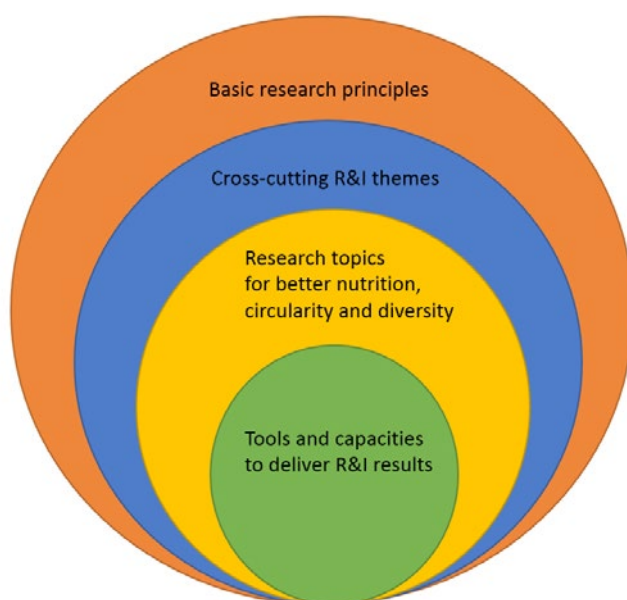 Basic research principles
Cross-cutting R&I themes
Research topics
for better nutrition,
circularity and diversity
Tools and capacities
to deliver R&I results